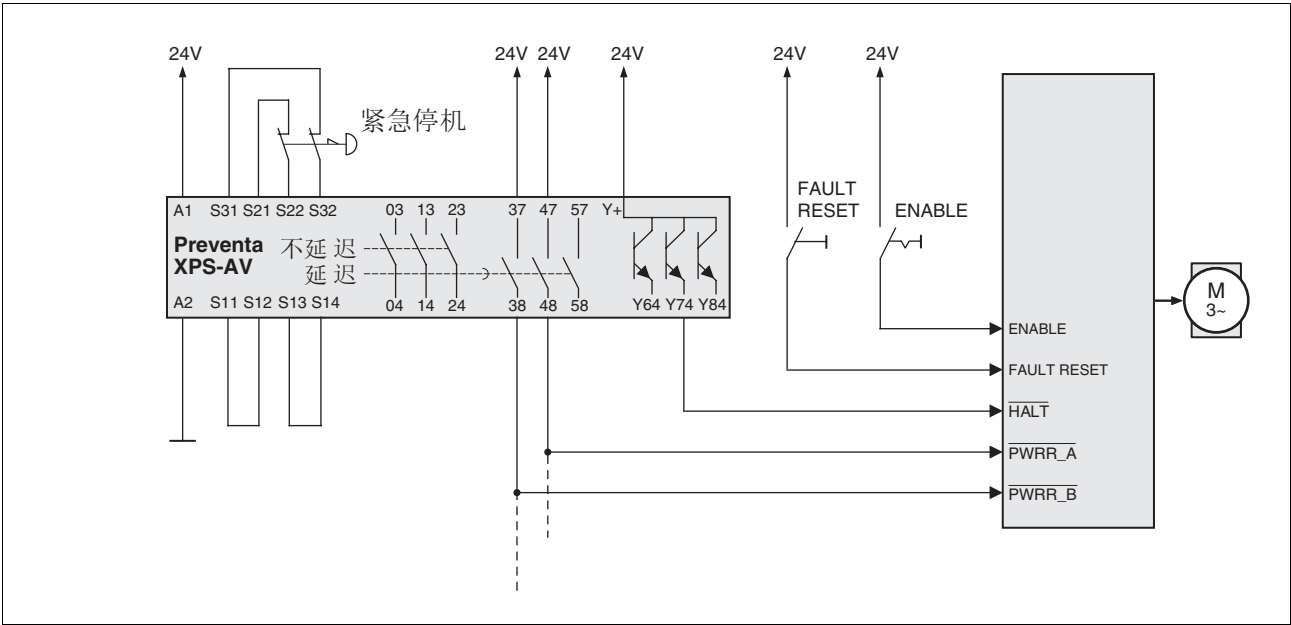 24V 24V 24V 24V 24V 24V
紧急停机
FAULT
RESET
ENABLE
A1 S31 S21 S22 S32 03 13 23 37 47 57 Y+
Preventa
XPS-AV
不延迟
延迟
A2 S11 S12 S13 S14 04 14 24 38 48 58 Y64 Y74 Y84
M
3~
ENABLE
FAULT RESET
HALT
PWRR_A
PWRR_B